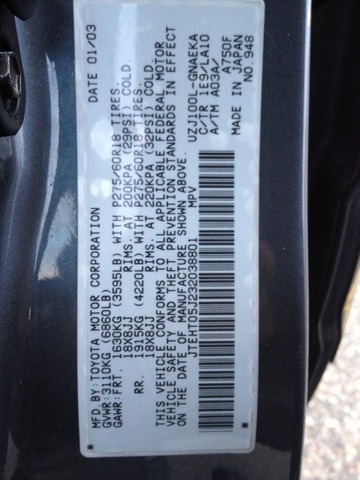 MFD.BY:TOYOTA MOTOR CORPORATION 01/03
GVWR:3110KG(6860LB)
GAWR:FRT. 1630KG (3595LB) WITH P275/60R18 TIRES.
18X8JJ RIMS. AT 200KPA (29PSI) COLD.
RR. 1915KG (4220LB) WITH P275/60R18 TIRES.
18X8JJ RIMS. AT 220KPA (32PSI) COLD.
THIS VEHICLE CONFORMS TO ALL APPLICABLE FEDERAL MOTOR
VEHICLE SAFETY AND THEFT PREVENTION STANDARDS IN EFFECT
ON THE DATE OF MANUFACTURE SHOWN ABOVE.
JTEHT05J232038801 MPV
UZJ100L-GNAEKA
C/TR 1E9/LA10
A/TM A03A/ A750F
MADE IN JAPAN
NO.948